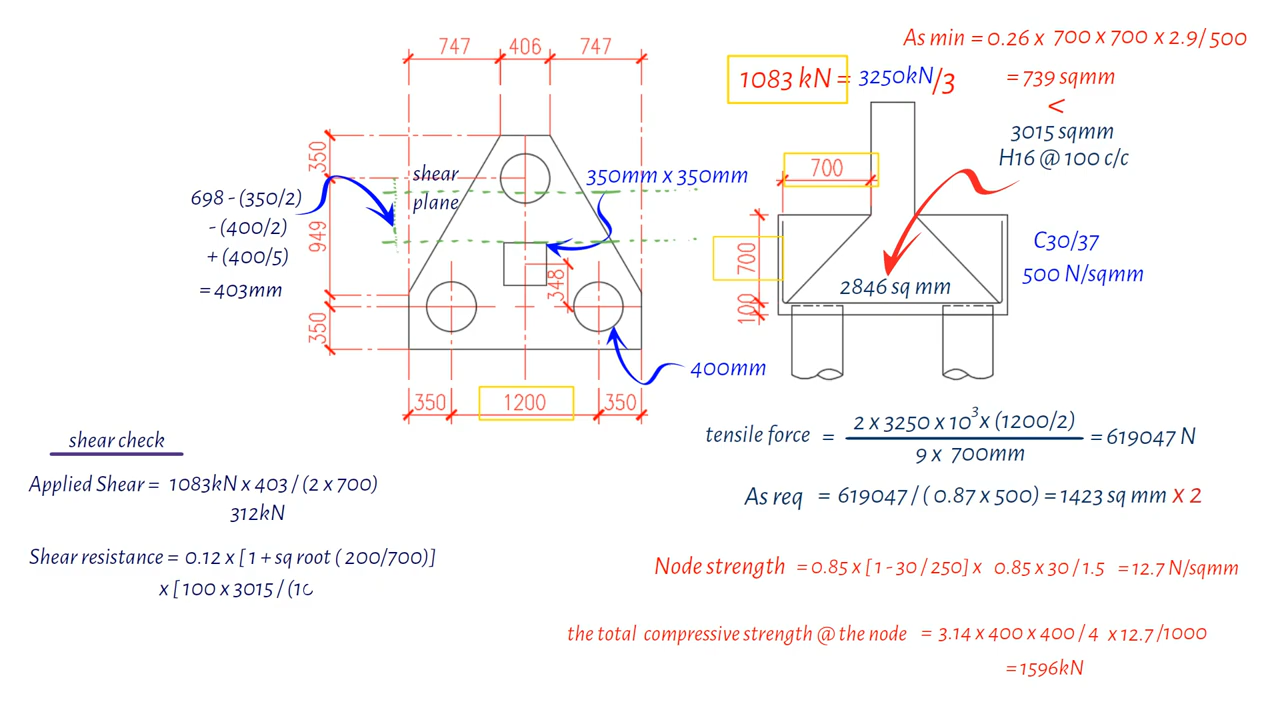 As min = 0.26 x 700 x 700 x 2.9/500
= 739 sqmm
<
3015 sqmm
H16 @ 100 c/c
1083 kN = 3250kN/3
747 406 747
350
949
350
shear
plane
350mm x 350mm
698 - (350/2)
- (400/2)
+ (400/5)
= 403mm
348
400mm
350 1200 350
700
700
100
2846 sq mm
C30/37
500 N/sqmm
tensile force = 2 x 3250 x 10³ x (1200/2) = 619047 N
9 x 700mm
As req = 619047 / ( 0.87 x 500) = 1423 sq mm x 2
shear check
Applied Shear = 1083kN x 403 / (2 x 700)
312kN
Shear resistance = 0.12 x [ 1 + sq root ( 200/700)]
x [ 100 x 3015 / (10
Node strength = 0.85 x [1 - 30 / 250] x 0.85 x 30 / 1.5 = 12.7 N/sqmm
the total compressive strength @ the node = 3.14 x 400 x 400 / 4 x 12.7 /1000
= 1596kN